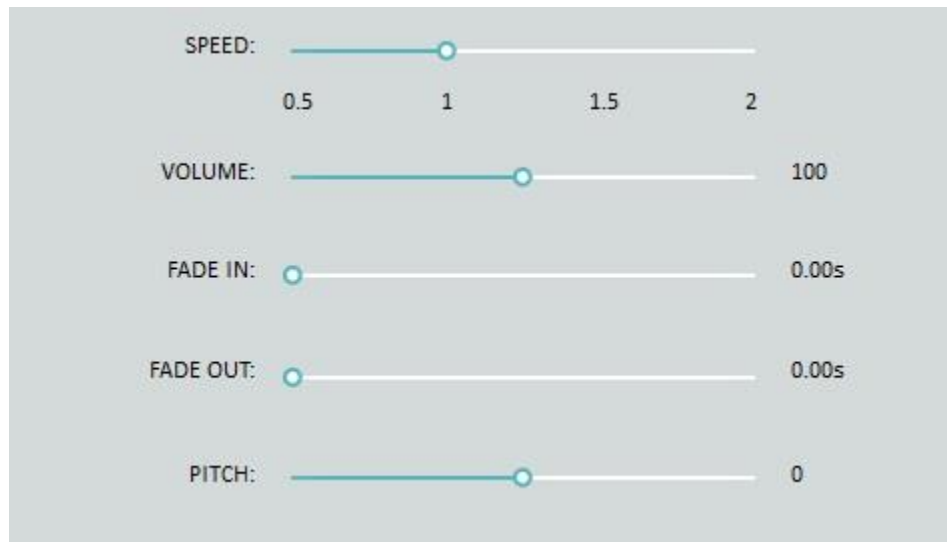 SPEED:
0.5 1 1.5 2
VOLUME: 100
FADE IN: 0.00s
FADE OUT: 0.00s
PITCH: 0